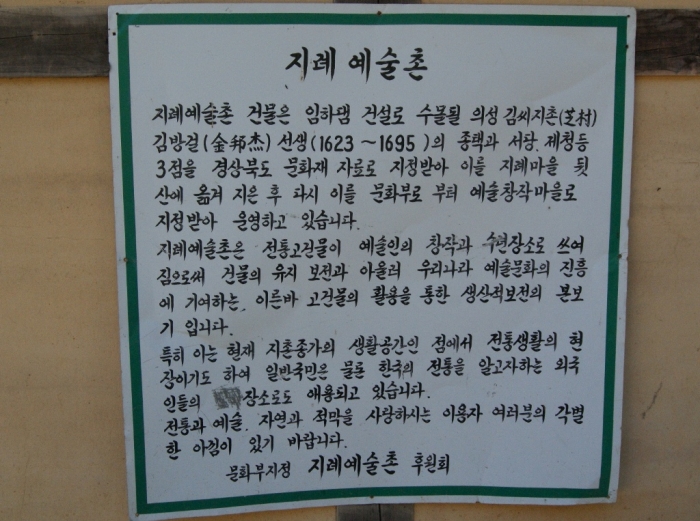 지례 예술촌
지례예술촌 건물은 임하댐 건설로 수몰될 의성 김씨지촌(芝村)
김방걸(金邦杰)선생(1623~1695)의 종택과 서당, 제청등
3점을 경상북도 문화재 자료로 지정받아 이를 지례마을 뒷
산에 옮겨 지은 후 다시 이를 문화부로 부터 예술창작마을로
지정받아 운영하고 있습니다.
지례예술촌은 전통고건물이 예술인의 창작과 수련장소로 쓰여
짐으로써 건물의 유지 보전과 아울러 우리나라 예술문화의 진흥
에 기여하는, 이른바 고건물의 활용을 통한 생산적보전의 본보
기 입니다.
특히 이는 현재 지촌종가의 생활공간인 점에서 전통생활의 현
장이기도 하여 일반국민은 물론 한국의 전통을 알고자하는 외국
인들의 장소로도 애용되고 있습니다.
전통과 예술, 자연과 적막을 사랑하시는 이용자 여러분의 각별
한 아낌이 있기 바랍니다.
문화부지정 지례예술촌 후원회